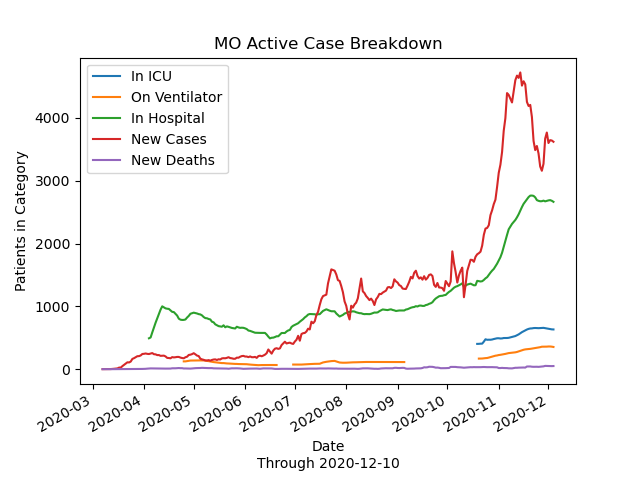 MO Active Case Breakdown
In ICU
On Ventilator
In Hospital
New Cases
New Deaths
Patients in Category
4000
3000
2000
1000
0
2020-03
2020-04
2020-05
2020-06
2020-07
2020-08
2020-09
2020-10
2020-11
2020-12
Date
Through 2020-12-10